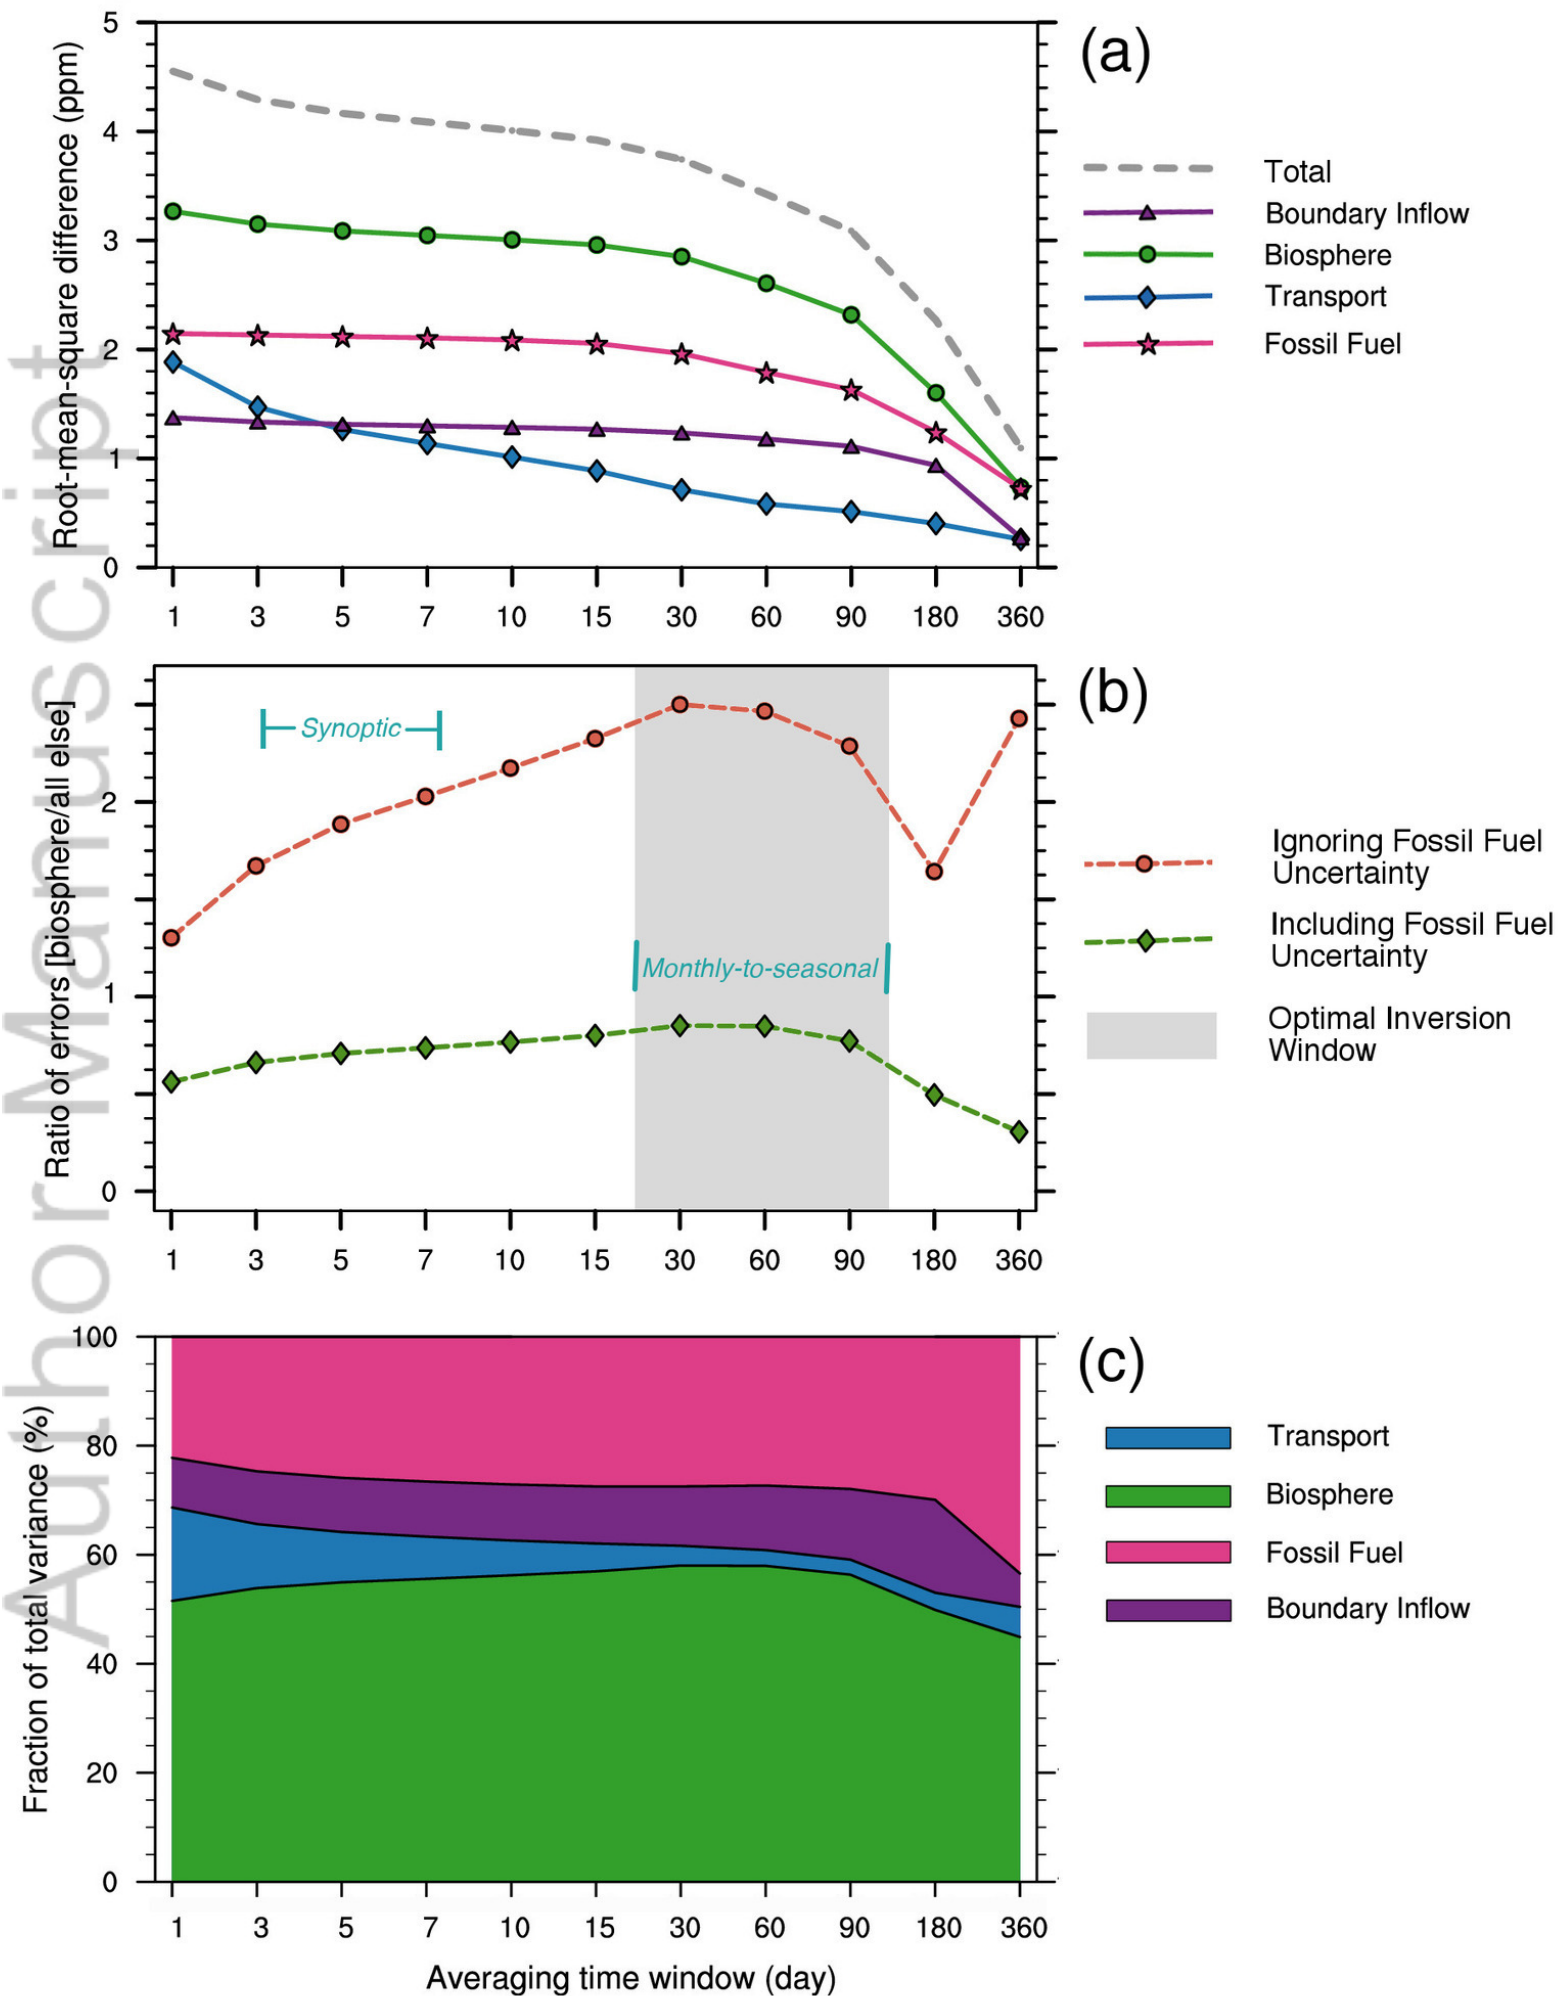 Author Manuscript
(a)
Root-mean-square difference (ppm)
5
4
3
2
1
0
1 3 5 7 10 15 30 60 90 180 360
Total
Boundary Inflow
Biosphere
Transport
Fossil Fuel
(b)
Ratio of errors [biosphere/all else]
2
1
0
Synoptic
Monthly-to-seasonal
1 3 5 7 10 15 30 60 90 180 360
Ignoring Fossil Fuel
Uncertainty
Including Fossil Fuel
Uncertainty
Optimal Inversion
Window
(c)
Fraction of total variance (%)
100
80
60
40
20
0
1 3 5 7 10 15 30 60 90 180 360
Averaging time window (day)
Transport
Biosphere
Fossil Fuel
Boundary Inflow